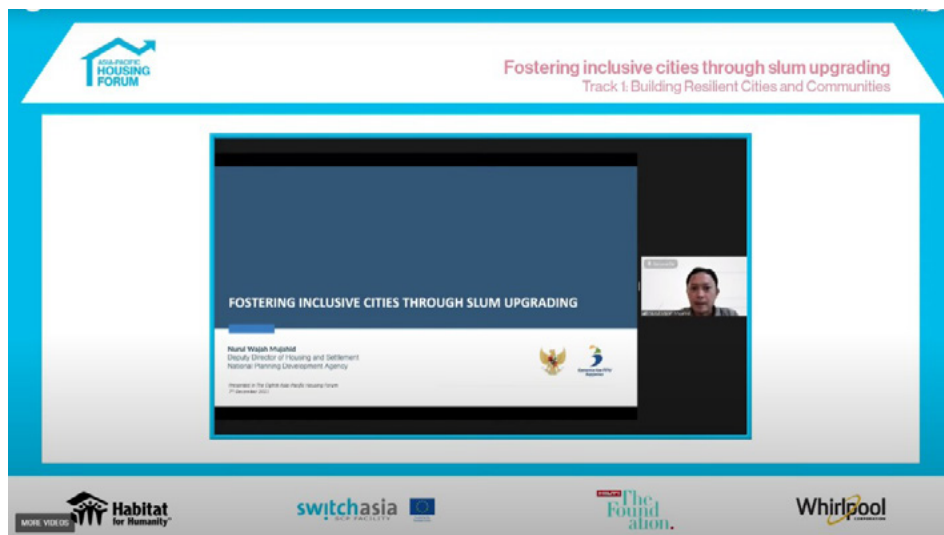 ASIA-PACIFIC
HOUSING
FORUM
Fostering inclusive cities through slum upgrading
Track 1: Building Resilient Cities and Communities
FOSTERING INCLUSIVE CITIES THROUGH SLUM UPGRADING
Nurul Wajah Mujahid
Deputy Director of Housing and Settlement
National Planning Development Agency
Presented in The Eighth Asia-Pacific Housing Forum
7th December 2021
MORE VIDEOS
Habitat
for Humanity
switchasia
SCP FACILITY
The
Found
ation.
Whirlpool
CORPORATION